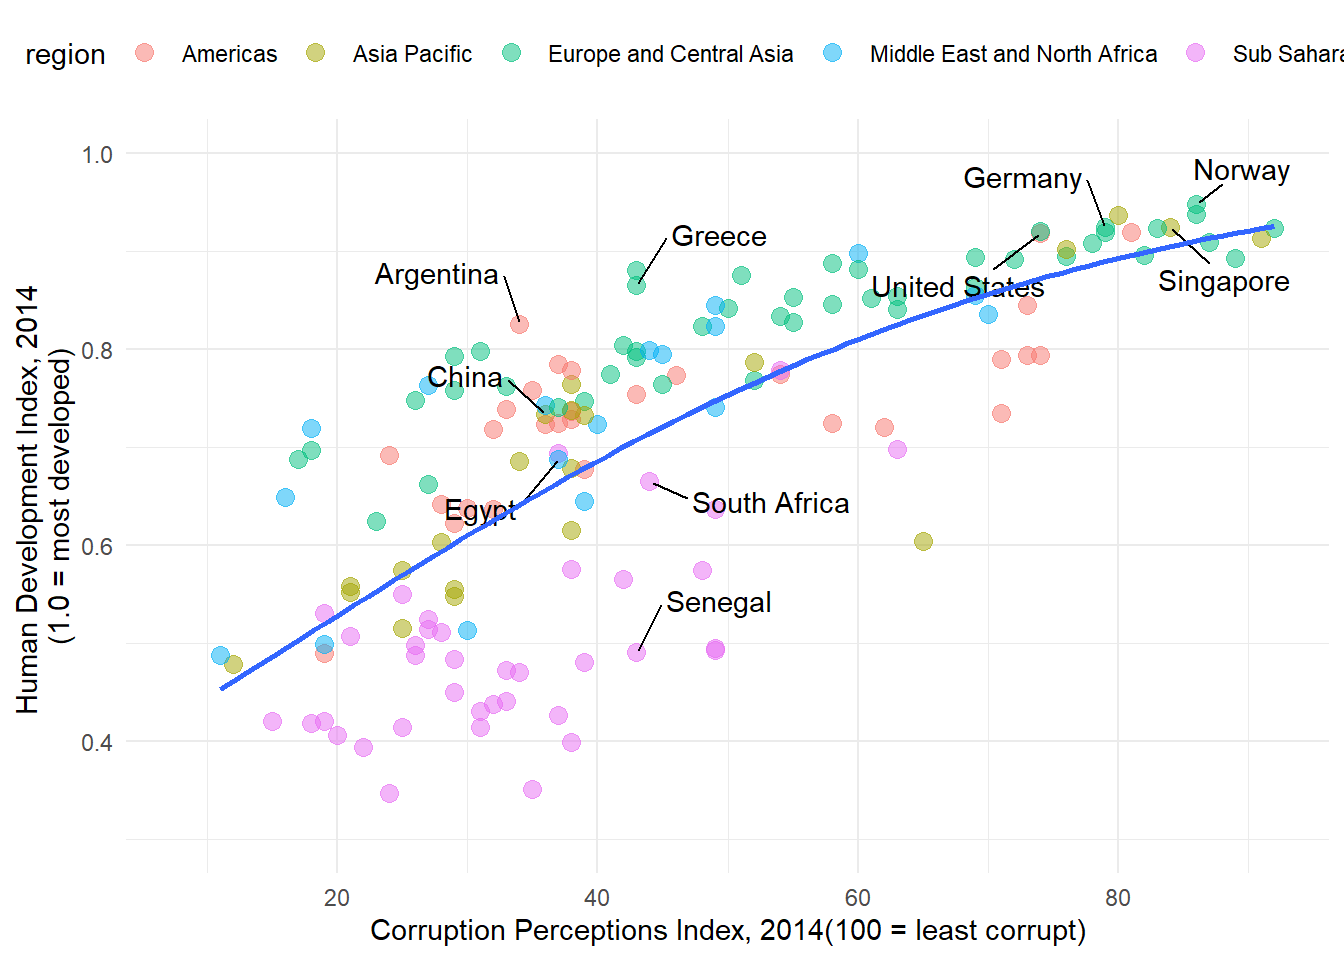 region Americas Asia Pacific Europe and Central Asia Middle East and North Africa Sub Sahara
1.0
0.8
0.6
0.4
Human Development Index, 2014
(1.0 = most developed)
Norway
Germany
Greece
Argentina
United States
Singapore
China
Egypt
South Africa
Senegal
20 40 60 80
Corruption Perceptions Index, 2014(100 = least corrupt)